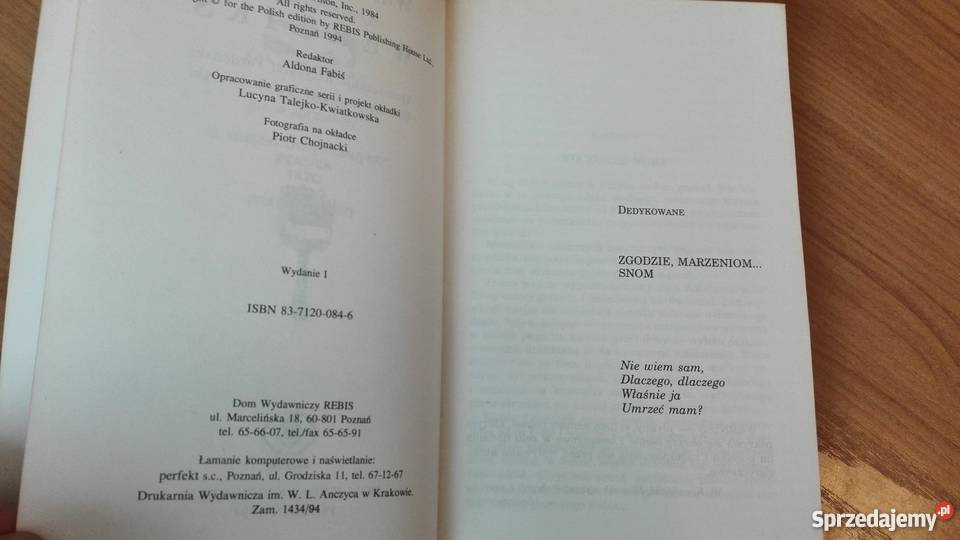 Inc., 1984
All rights reserved.
© for the Polish edition by REBIS Publishing House Ltd.,
Poznań 1994
Redaktor
Aldona Fabiś
Opracowanie graficzne serii i projekt okładki
Lucyna Talejko-Kwiatkowska
Fotografia na okładce
Piotr Chojnacki
Wydanie I
ISBN 83-7120-084-6
Dom Wydawniczy REBIS
ul. Marcelińska 18, 60-801 Poznań
tel. 65-66-07, tel./fax 65-65-91
Łamanie komputerowe i naświetlanie:
perfekt s.c., Poznań, ul. Grodziska 11, tel. 67-12-67
Drukarnia Wydawnicza im. W. L. Anczyca w Krakowie.
Zam. 1434/94
DEDYKOWANE
ZGODZIE, MARZENIOM...
SNOM
Nie wiem sam,
Dlaczego, dlaczego
Właśnie ja
Umrzeć mam?
Sprzedajemy.pl